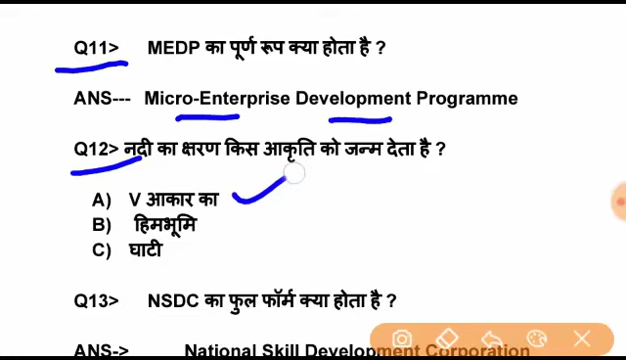 Q11> MEDP का पूर्ण रूप क्या होता है ?
ANS--- Micro-Enterprise Development Programme
Q12> नदी का क्षरण किस आकृति को जन्म देता है ?
A) V आकार का
B) हिमभूमि
C) घाटी
Q13> NSDC का फुल फॉर्म क्या होता है ?
ANS-> National Skill Development Corporation